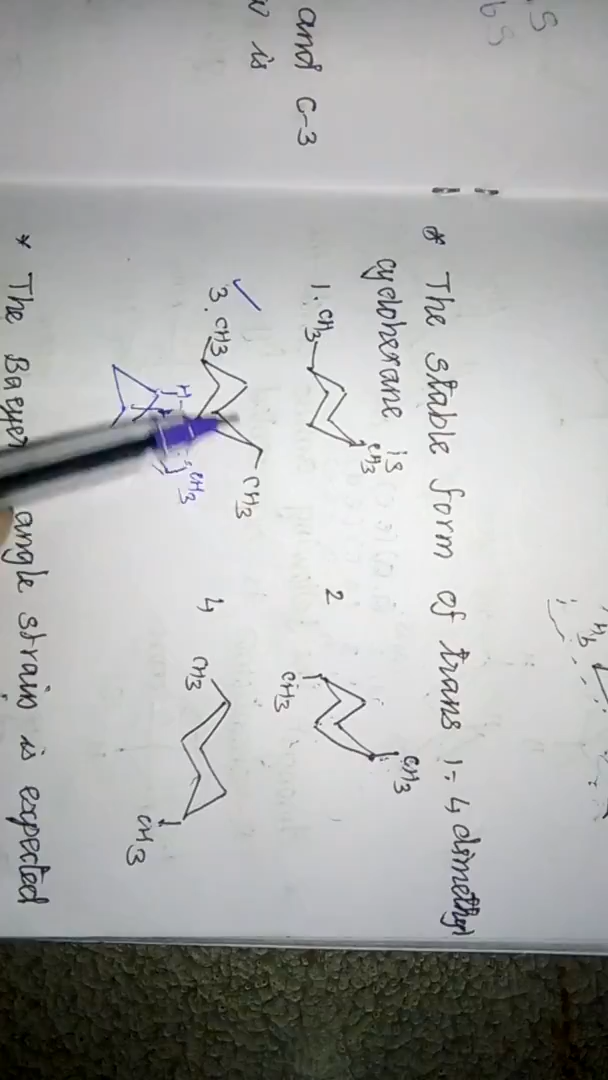 . S
b S
and C-3
is
* The stable form of trans 1-4 dimethyl
cyclohexane is
1. CH3
CH3
2
CH3
CH3
✓
3. CH3
CH3
4
CH3
CH3
H
CH3
* The Baeyer angle strain is expected